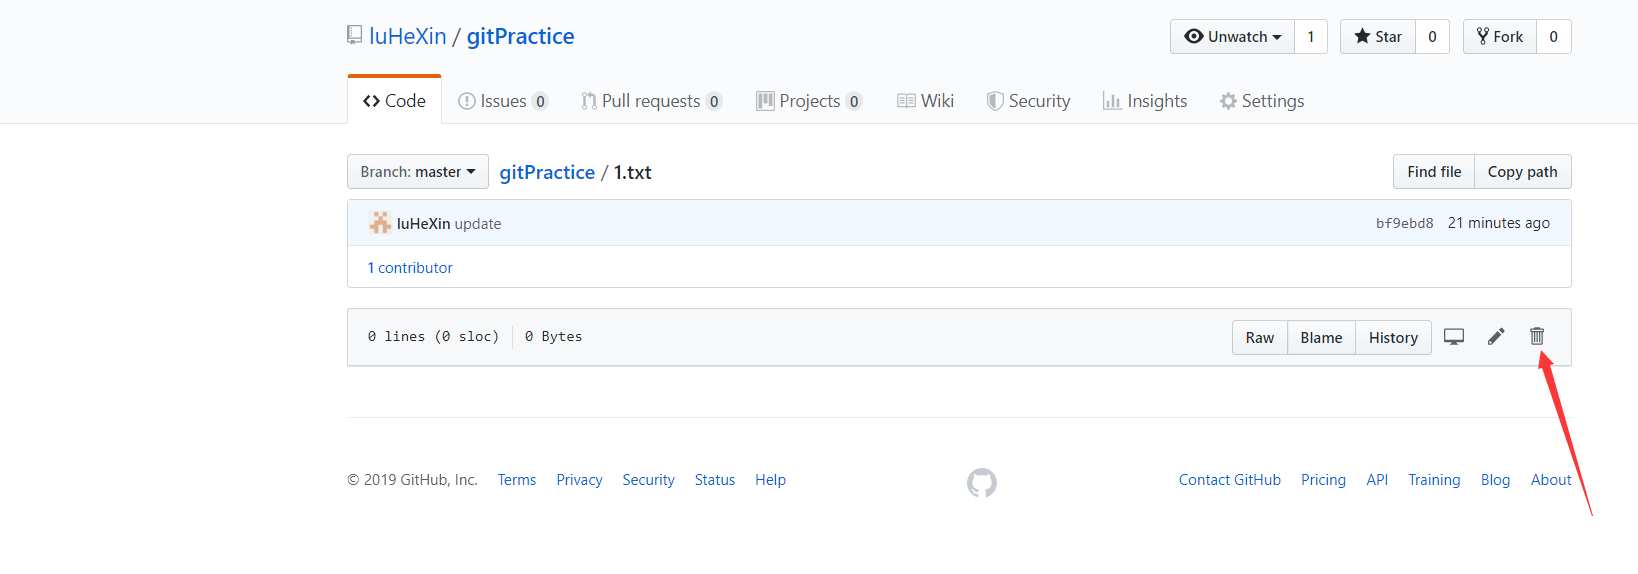 luHeXin / gitPractice
Unwatch 1 Star 0 Fork 0
Code Issues 0 Pull requests 0 Projects 0 Wiki Security Insights Settings
Branch: master gitPractice / 1.txt Find file Copy path
luHeXin update bf9ebd8 21 minutes ago
1 contributor
0 lines (0 sloc) 0 Bytes Raw Blame History
© 2019 GitHub, Inc. Terms Privacy Security Status Help Contact GitHub Pricing API Training Blog About